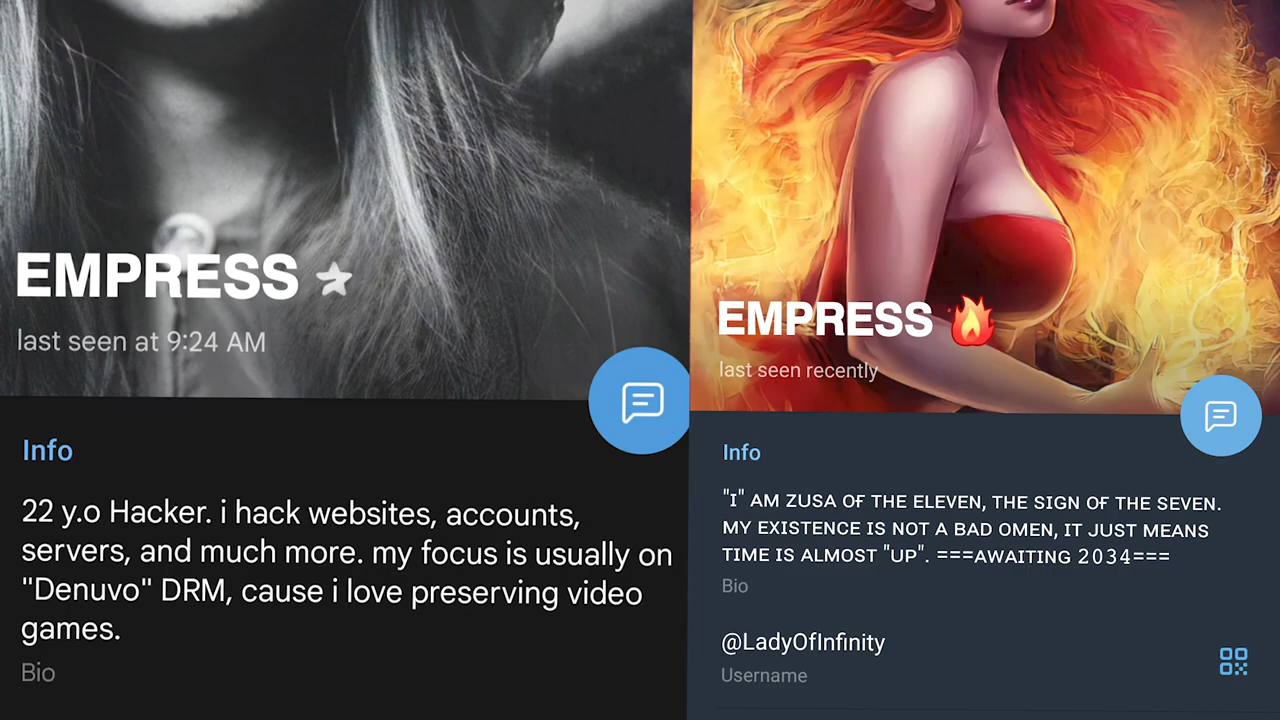 EMPRESS
last seen at 9:24 AM
Info
22 y.o Hacker. i hack websites, accounts,
servers, and much more. my focus is usually on
"Denuvo" DRM, cause i love preserving video
games.
Bio
EMPRESS 🔥
last seen recently
Info
"I" AM ZUSA OF THE ELEVEN, THE SIGN OF THE SEVEN.
MY EXISTENCE IS NOT A BAD OMEN, IT JUST MEANS
TIME IS ALMOST "UP". ===AWAITING 2034===
Bio
@LadyOfInfinity
Username